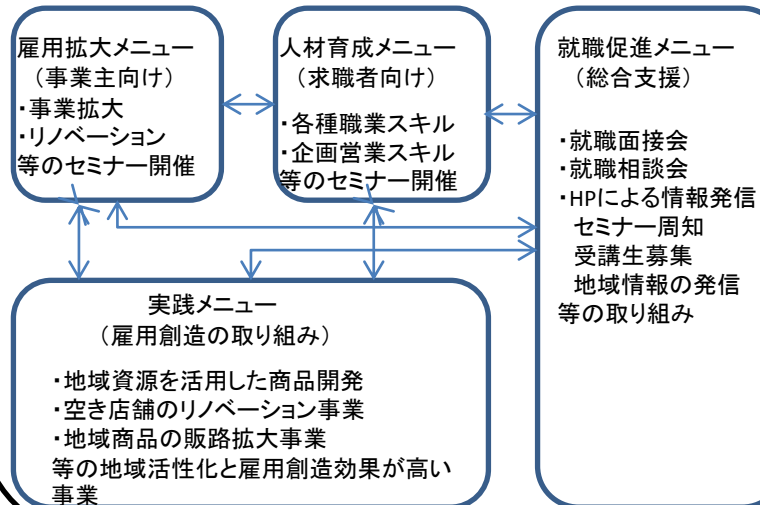 雇用拡大メニュー
（事業主向け）
・事業拡大
・リノベーション
等のセミナー開催
人材育成メニュー
（求職者向け）
・各種職業スキル
・企画営業スキル
等のセミナー開催
就職促進メニュー
（総合支援）
・就職面接会
・就職相談会
・HPによる情報発信
セミナー周知
受講生募集
地域情報の発信
等の取り組み
実践メニュー
（雇用創造の取り組み）
・地域資源を活用した商品開発
・空き店舗のリノベーション事業
・地域商品の販路拡大事業
等の地域活性化と雇用創造効果が高い
事業